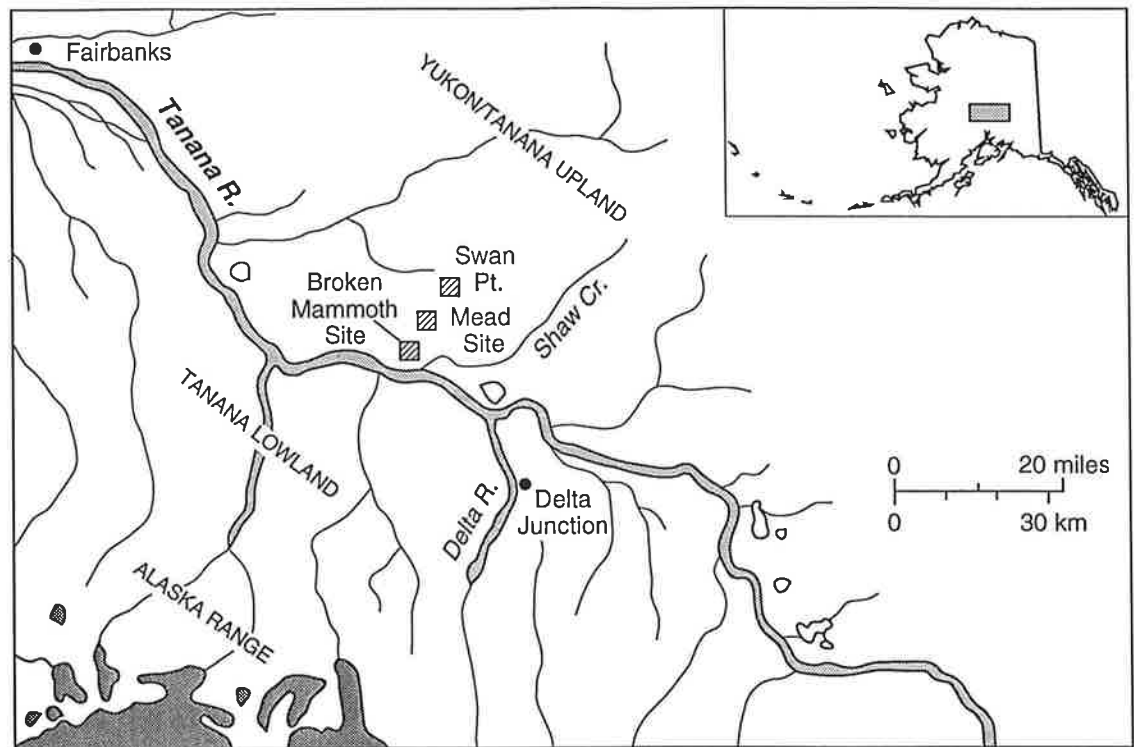 Fairbanks
Tanana R.
YUKON/TANANA UPLAND
Swan
Pt.
Broken
Mammoth
Site
Mead
Site
Shaw Cr.
TANANA LOWLAND
0 20 miles
0 30 km
Delta R.
Delta
Junction
ALASKA RANGE